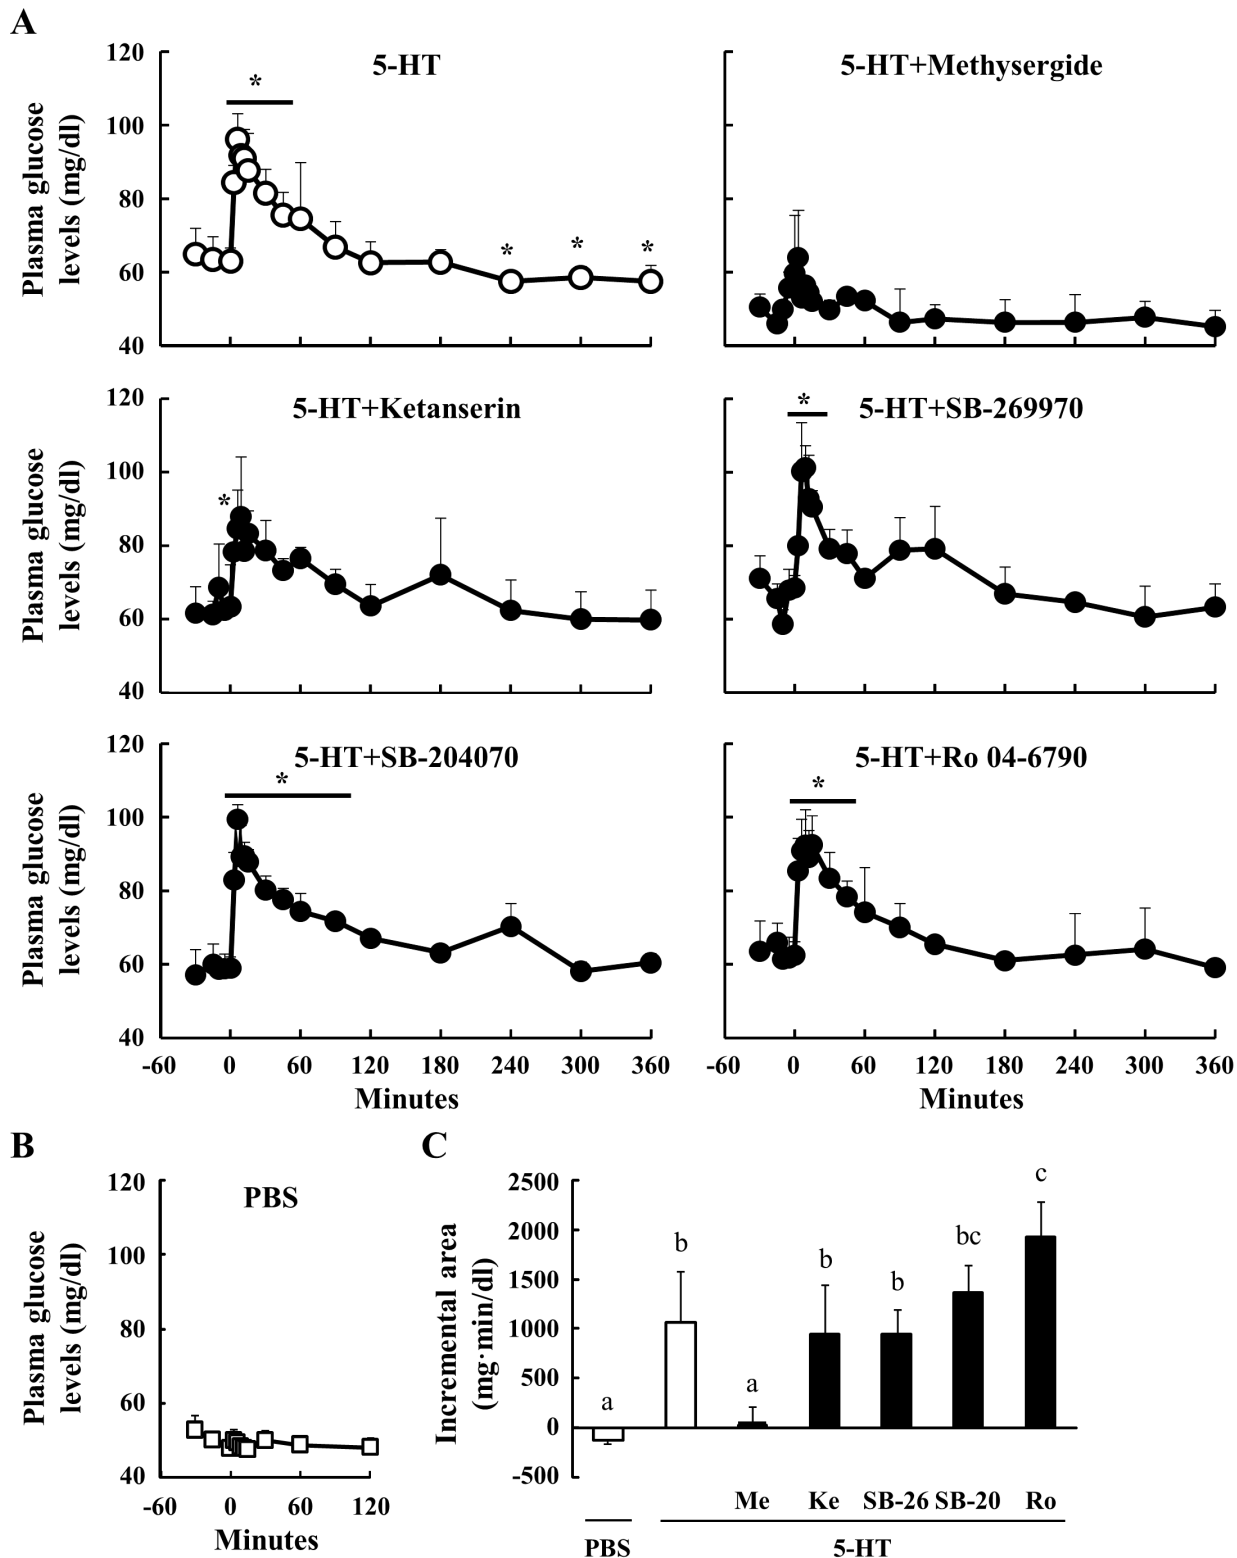 A
5-HT
5-HT+Methysergide
120
100
80
60
40
Plasma glucose
levels (mg/dl)
*
*
*
*
5-HT+Ketanserin
5-HT+SB-269970
120
100
80
60
40
Plasma glucose
levels (mg/dl)
*
*
5-HT+SB-204070
5-HT+Ro 04-6790
120
100
80
60
40
Plasma glucose
levels (mg/dl)
*
*
-60 0 60 120 180 240 300 360
-60 0 60 120 180 240 300 360
Minutes
Minutes
B
PBS
120
100
80
60
40
Plasma glucose
levels (mg/dl)
-60 0 60 120
Minutes
C
2500
2000
1500
1000
500
0
-500
Incremental area
(mg·min/dl)
a b a b b bc c
Me Ke SB-26 SB-20 Ro
PBS 5-HT